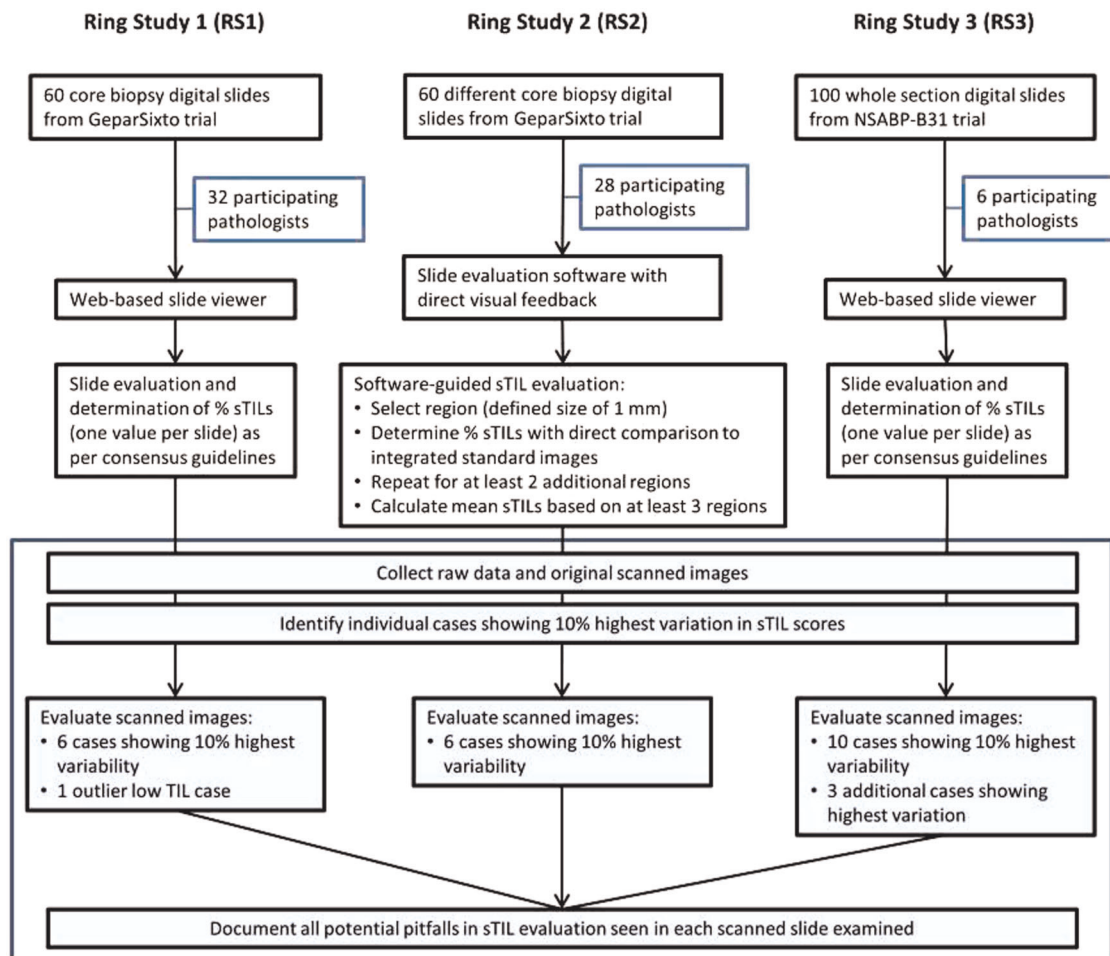 Ring Study 1 (RS1)
Ring Study 2 (RS2)
Ring Study 3 (RS3)
60 core biopsy digital slides
from GeparSixto trial
60 different core biopsy digital
slides from GeparSixto trial
100 whole section digital slides
from NSABP-B31 trial
32 participating
pathologists
28 participating
pathologists
6 participating
pathologists
Web-based slide viewer
Slide evaluation software with
direct visual feedback
Web-based slide viewer
Slide evaluation and
determination of % sTILs
(one value per slide) as
per consensus guidelines
Software-guided sTIL evaluation:
• Select region (defined size of 1 mm)
• Determine % sTILs with direct comparison to
integrated standard images
• Repeat for at least 2 additional regions
• Calculate mean sTILs based on at least 3 regions
Slide evaluation and
determination of % sTILs
(one value per slide) as
per consensus guidelines
Collect raw data and original scanned images
Identify individual cases showing 10% highest variation in sTIL scores
Evaluate scanned images:
• 6 cases showing 10% highest
variability
• 1 outlier low TIL case
Evaluate scanned images:
• 6 cases showing 10% highest
variability
Evaluate scanned images:
• 10 cases showing 10% highest
variability
• 3 additional cases showing
highest variation
Document all potential pitfalls in sTIL evaluation seen in each scanned slide examined